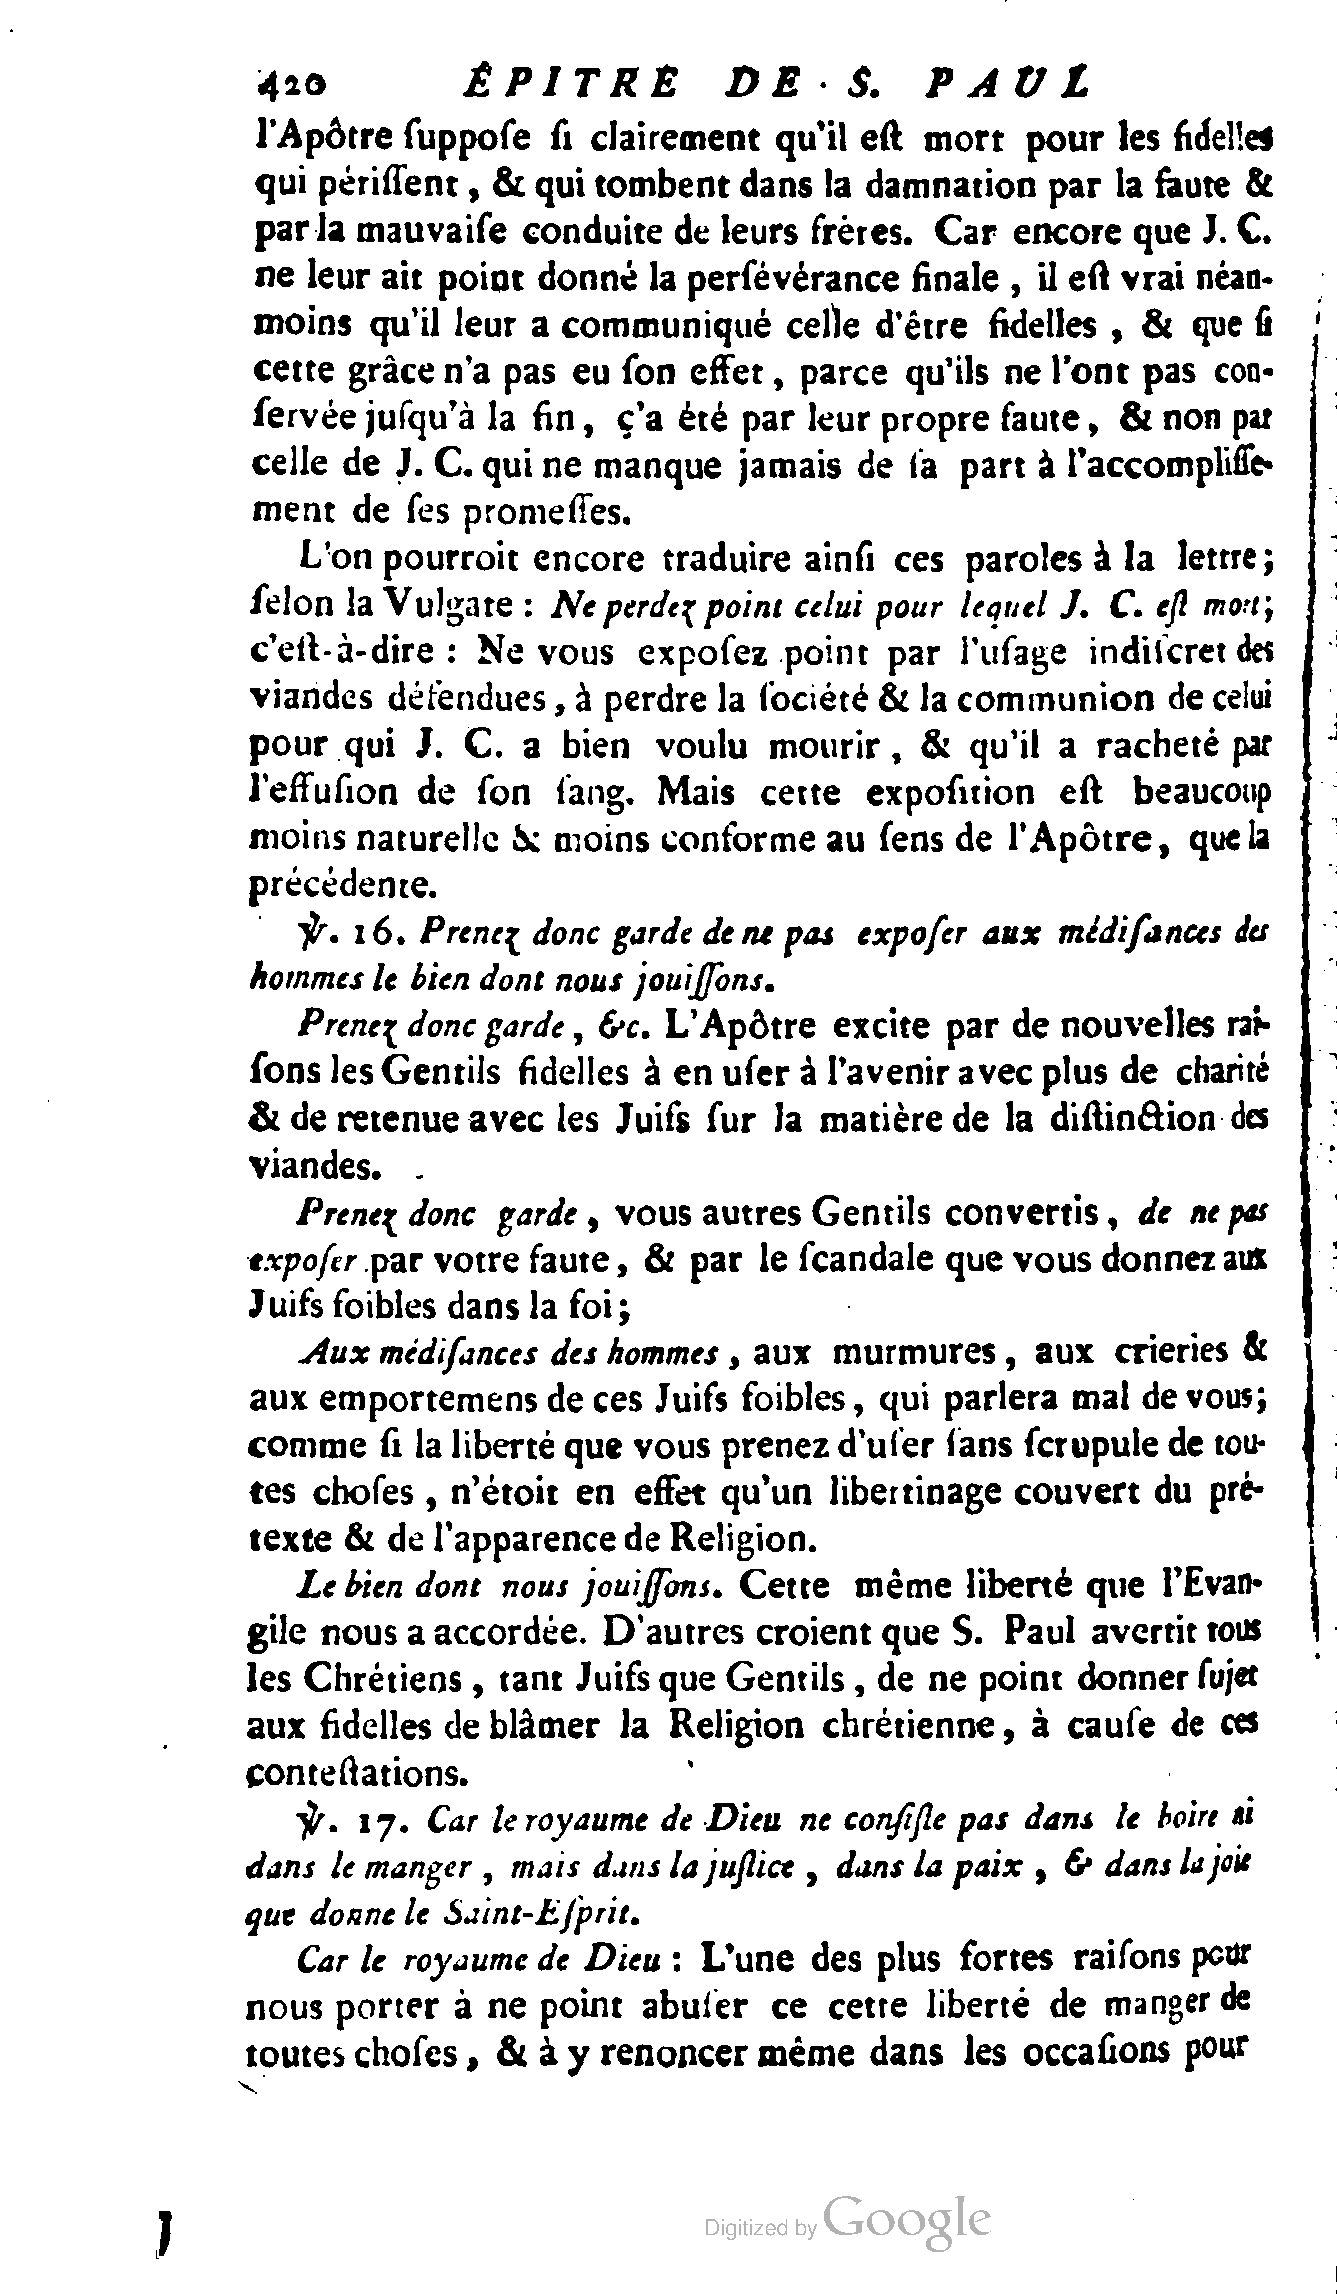 420 ÉPITRE DE S. PAUL
l'Apôtre ſuppoſe ſi clairement qu'il eſt mort pour les fidelles
qui périſſent, & qui tombent dans la damnation par la faute &
par la mauvaiſe conduite de leurs frères. Car encore que J. C.
ne leur ait point donné la perſévérance finale, il eſt vrai néan-
moins qu'il leur a communiqué celle d'être fidelles, & que ſi
cette grâce n'a pas eu ſon effet, parce qu'ils ne l'ont pas con-
ſervée juſqu'à la fin, ç'a été par leur propre faute, & non par
celle de J. C. qui ne manque jamais de ſa part à l'accompliſſe-
ment de ſes promeſſes.
L'on pourroit encore traduire ainſi ces paroles à la lettre;
ſelon la Vulgate : Ne perdez point celui pour lequel J. C. eſt mort;
c'eſt-à-dire : Ne vous expoſez point par l'uſage indiſcret des
viandes défendues, à perdre la ſociété & la communion de celui
pour qui J. C. a bien voulu mourir, & qu'il a racheté par
l'effuſion de ſon ſang. Mais cette expoſition eſt beaucoup
moins naturelle & moins conforme au ſens de l'Apôtre, que la
précédente.
℣. 16. Prenez donc garde de ne pas expoſer aux médiſances des
hommes le bien dont nous jouiſſons.
Prenez donc garde, &c. L'Apôtre excite par de nouvelles rai-
ſons les Gentils fidelles à en uſer à l'avenir avec plus de charité
& de retenue avec les Juifs ſur la matière de la diſtinction des
viandes.
Prenez donc garde, vous autres Gentils convertis, de ne pas
expoſer par votre faute, & par le ſcandale que vous donnez aux
Juifs foibles dans la foi;
Aux médiſances des hommes, aux murmures, aux crieries &
aux emportemens de ces Juifs foibles, qui parlera mal de vous;
comme ſi la liberté que vous prenez d'uſer ſans ſcrupule de tou-
tes choſes, n'étoit en effet qu'un libertinage couvert du pré-
texte & de l'apparence de Religion.
Le bien dont nous jouiſſons. Cette même liberté que l'Evan-
gile nous a accordée. D'autres croient que S. Paul avertit tous
les Chrétiens, tant Juifs que Gentils, de ne point donner ſujet
aux fidelles de blâmer la Religion chrétienne, à cauſe de ces
conteſtations.
℣. 17. Car le royaume de Dieu ne conſiſte pas dans le boire ni
dans le manger, mais dans la juſtice, dans la paix, & dans la joie
que donne le Saint-Eſprit.
Car le royaume de Dieu : L'une des plus fortes raiſons pour
nous porter à ne point abuſer ce cette liberté de manger de
toutes choſes, & à y renoncer même dans les occaſions pour
Digitized by Google